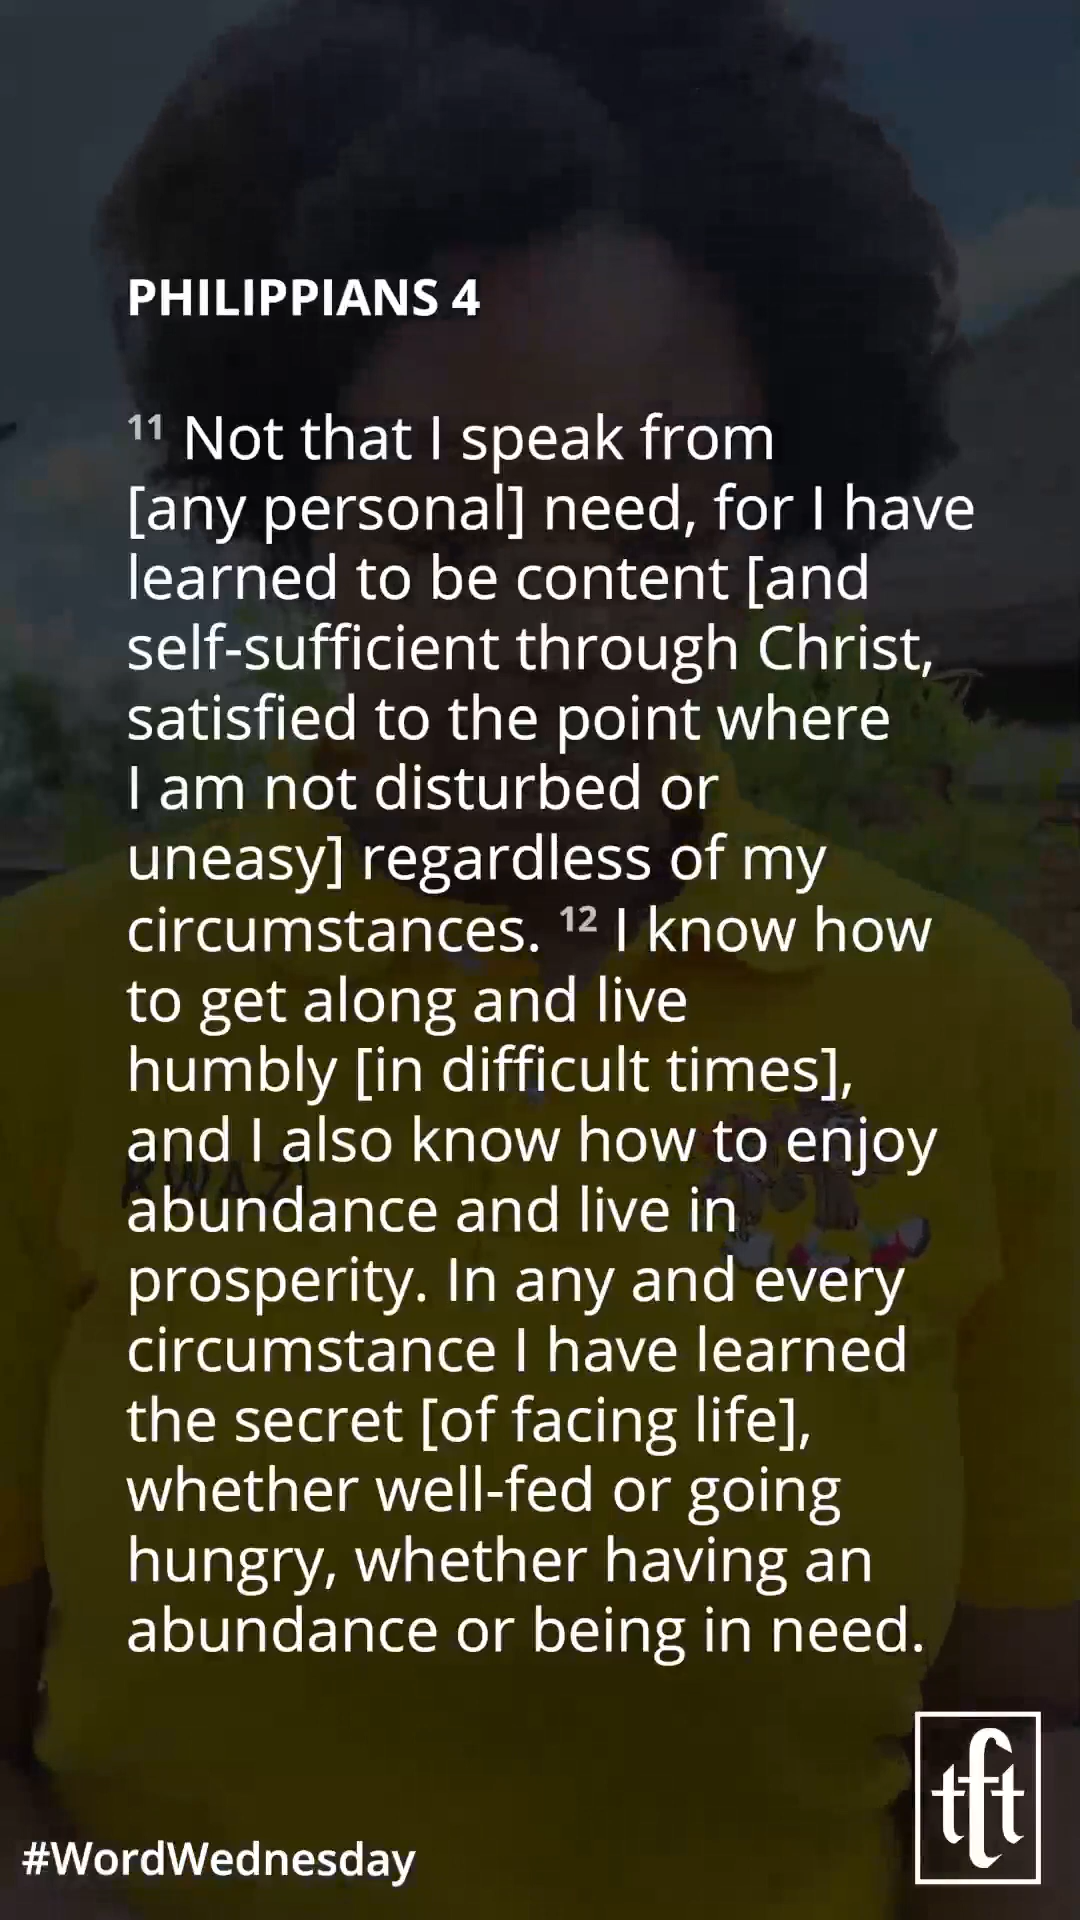 PHILIPPIANS 4
11 Not that I speak from
[any personal] need, for I have
learned to be content [and
self-sufficient through Christ,
satisfied to the point where
I am not disturbed or
uneasy] regardless of my
circumstances. 12 I know how
to get along and live
humbly [in difficult times],
and I also know how to enjoy
abundance and live in
prosperity. In any and every
circumstance I have learned
the secret [of facing life],
whether well-fed or going
hungry, whether having an
abundance or being in need.
KWAZI
tft
#WordWednesday